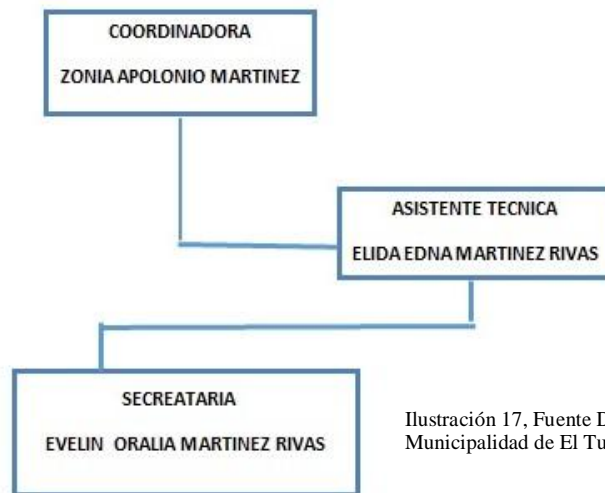 COORDINADORA
ZONIA APOLONIO MARTINEZ
ASISTENTE TECNICA
ELIDA EDNA MARTINEZ RIVAS
SECREATARIA
EVELIN ORALIA MARTINEZ RIVAS
Ilustración 17, Fuente D
Municipalidad de El Tu